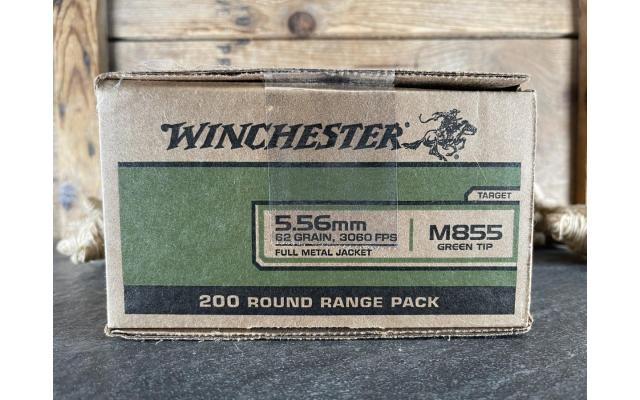 WINCHESTER
TARGET
5.56mm
62 GRAIN, 3060 FPS
FULL METAL JACKET
M855
GREEN TIP
200 ROUND RANGE PACK